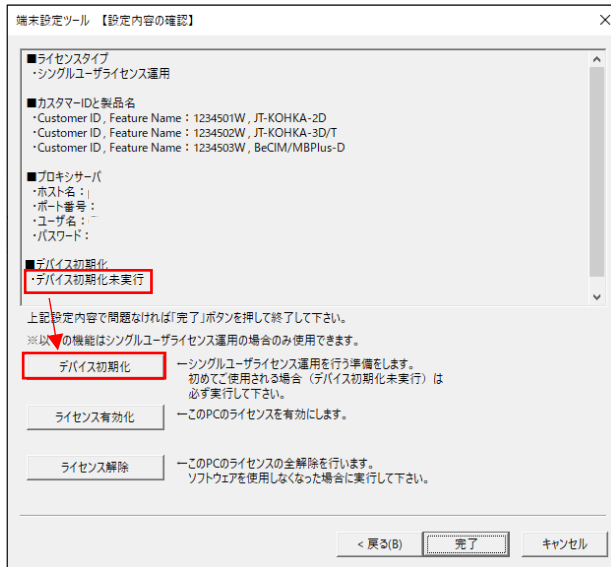 端末設定ツール 【設定内容の確認】
■ライセンスタイプ
・シングルユーザライセンス運用
■カスタマーIDと製品名
・Customer ID , Feature Name：1234501W , JT-KOHKA-2D
・Customer ID , Feature Name：1234502W , JT-KOHKA-3D/T
・Customer ID , Feature Name：1234503W , BeCIM/MBPlus-D
■プロキシサーバ
・ホスト名：
・ポート番号：
・ユーザ名：
・パスワード：
■デバイス初期化
・デバイス初期化未実行
上記設定内容で問題なければ「完了」ボタンを押して終了して下さい。
※以 の機能はシングルユーザライセンス運用の場合のみ使用できます。
デバイス初期化
←シングルユーザライセンス運用を行う準備をします。
初めてご使用される場合（デバイス初期化未実行）は
必ず実行して下さい。
ライセンス有効化
←このPCのライセンスを有効にします。
ライセンス解除
←このPCのライセンスの全解除を行います。
ソフトウェアを使用しなくなった場合に実行して下さい。
< 戻る(B)
完了
キャンセル